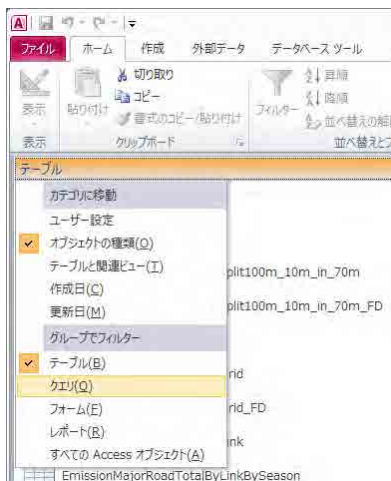 A
ファイル ホーム 作成 外部データ データベース ツール
表示
貼り付け
切り取り
コピー
書式のコピー/貼り付け
フィルター
昇順
降順
並べ替えの解
表示 クリップボード 並べ替えとフ
テーブル
カテゴリに移動
ユーザー設定
オブジェクトの種類(O)
テーブルと関連ビュー(T)
plit100m_10m_in_70m
作成日(C)
更新日(M)
plit100m_10m_in_70m_FD
グループでフィルター
テーブル(B)
rid
クエリ(Q)
フォーム(F)
rid_FD
レポート(R)
nk
すべての Access オブジェクト(A)
EmissionMajorRoadTotalByLinkBySeason